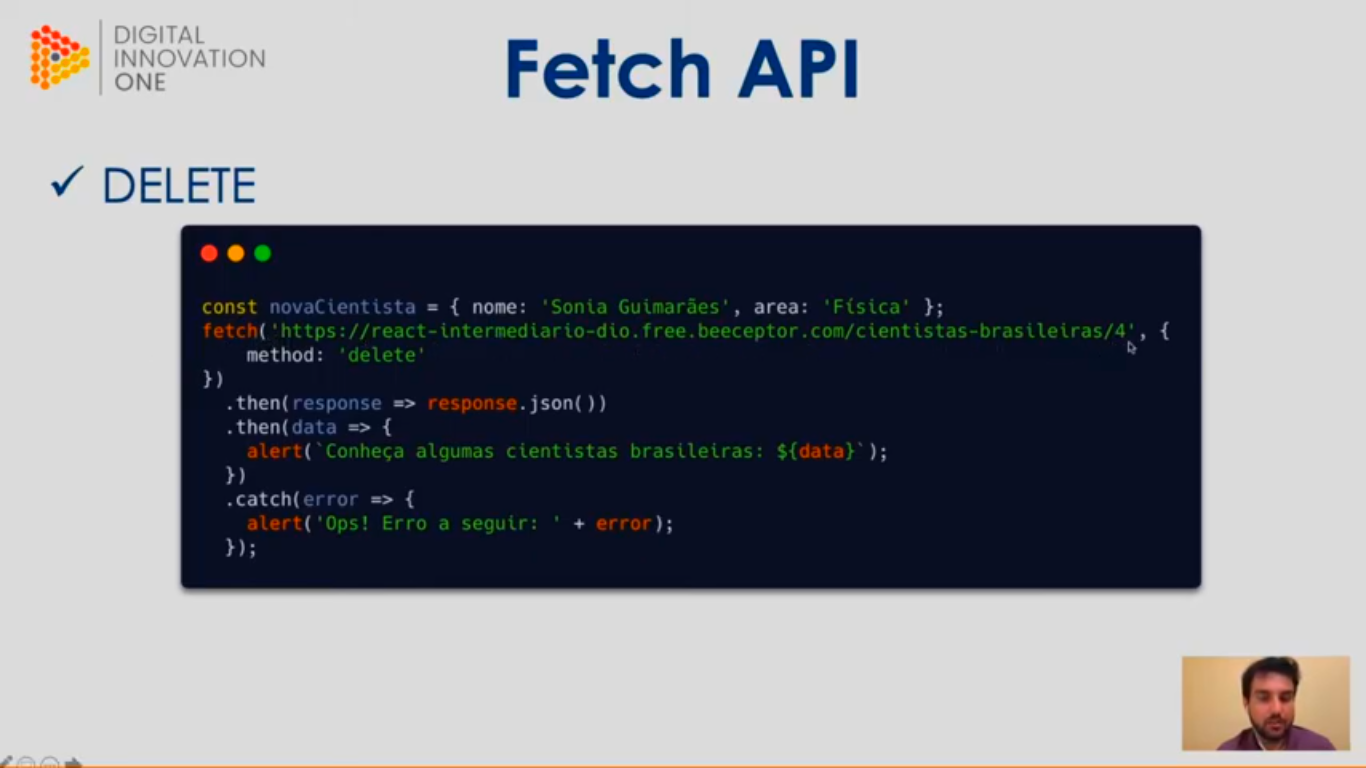 DIGITAL
INNOVATION
ONE
Fetch API
✓ DELETE
const novaCientista = { nome: 'Sonia Guimarães', area: 'Física' };
fetch('https://react-intermediario-dio.free.beeceptor.com/cientistas-brasileiras/4', {
    method: 'delete'
})
  .then(response => response.json())
  .then(data => {
    alert(`Conheça algumas cientistas brasileiras: ${data}`);
  })
  .catch(error => {
    alert('Ops! Erro a seguir: ' + error);
  });